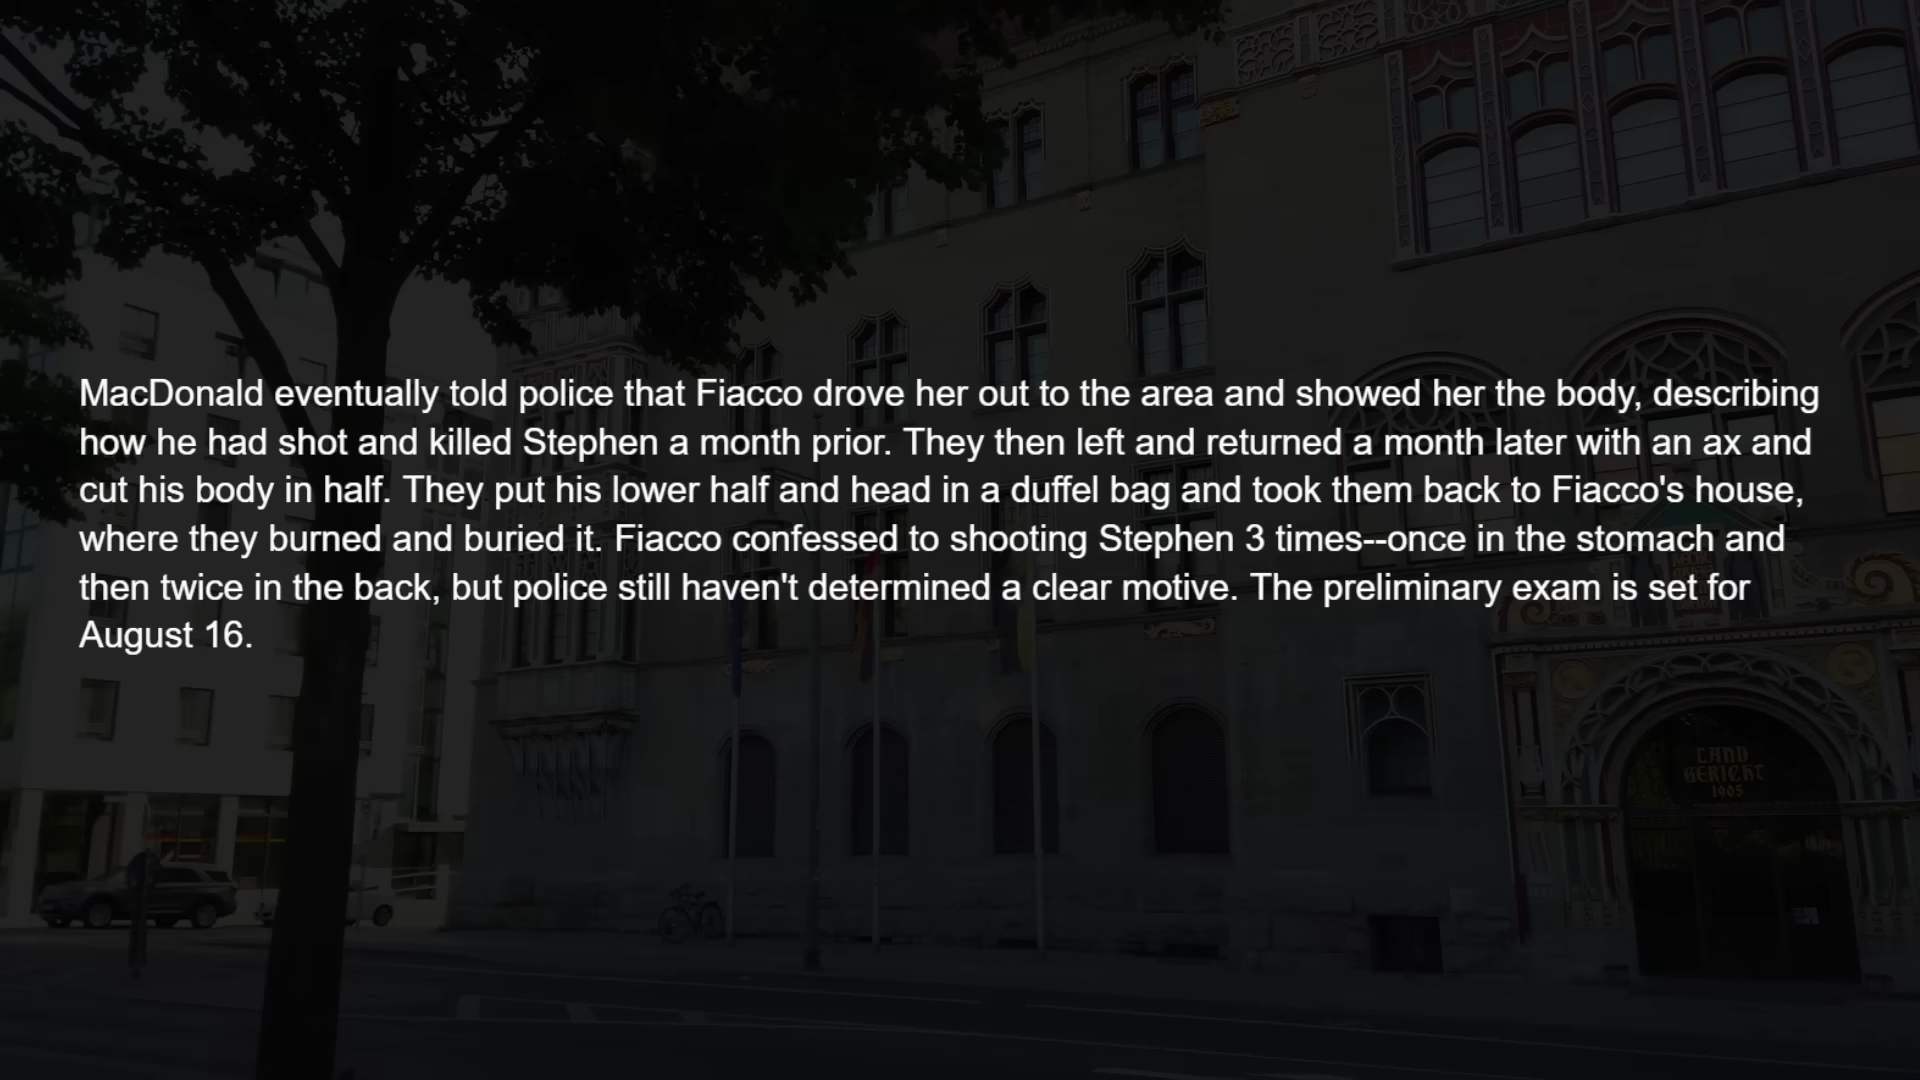 MacDonald eventually told police that Fiacco drove her out to the area and showed her the body, describing
how he had shot and killed Stephen a month prior. They then left and returned a month later with an ax and
cut his body in half. They put his lower half and head in a duffel bag and took them back to Fiacco's house,
where they burned and buried it. Fiacco confessed to shooting Stephen 3 times--once in the stomach and
then twice in the back, but police still haven't determined a clear motive. The preliminary exam is set for
August 16.
LAND
GERICHT
1905